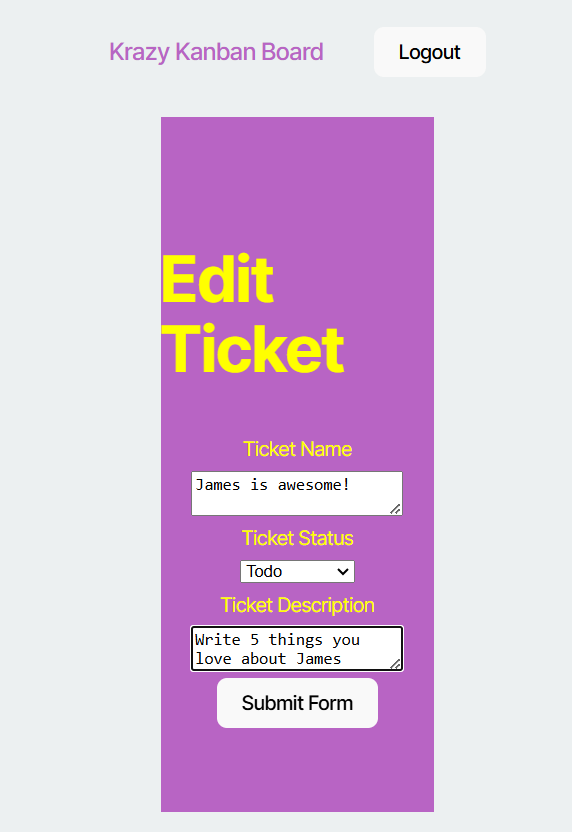 Krazy Kanban Board
Logout
Edit
Ticket
Ticket Name
James is awesome!
Ticket Status
Todo
Ticket Description
Write 5 things you
love about James
Submit Form